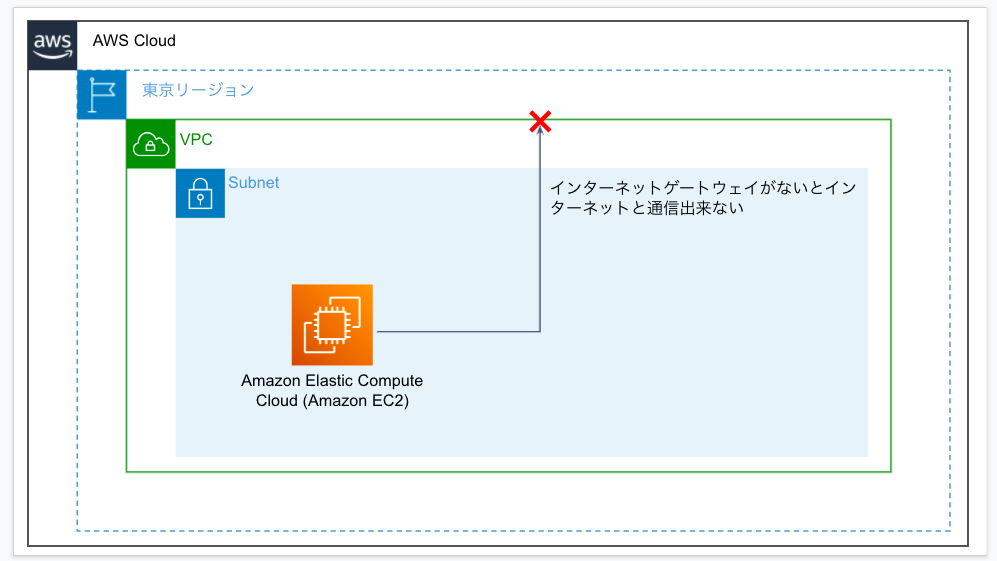 aws
AWS Cloud
東京リージョン
VPC
Subnet
インターネットゲートウェイがないとイン
ターネットと通信出来ない
Amazon Elastic Compute
Cloud (Amazon EC2)